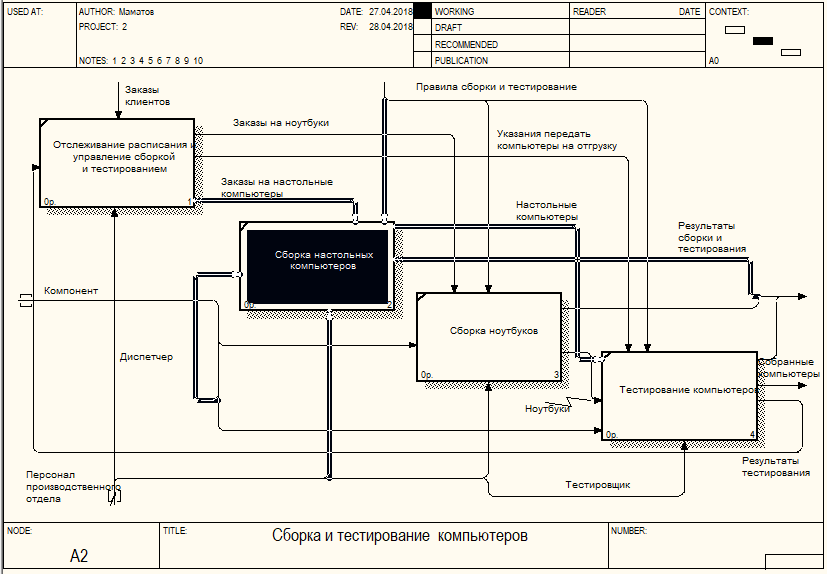 USED AT:
AUTHOR: Маматов
DATE: 27.04.2018
WORKING
READER
DATE
CONTEXT:
PROJECT: 2
REV: 28.04.2018
DRAFT
RECOMMENDED
NOTES: 1 2 3 4 5 6 7 8 9 10
PUBLICATION
A0
Заказы
клиентов
Правила сборки и тестирование
Заказы на ноутбуки
Указания передать
компьютеры на отгрузку
Отслеживание расписания и
управление сборкой
и тестированием
0р.
1
Заказы на настольные
компьютеры
Настольные
компьютеры
Результаты
сборки и
тестирования
Сборка настольных
компьютеров
0р.
2
Компонент
Сборка ноутбуков
0р.
3
Диспетчер
Собранные
компьютеры
Тестирование компьютеров
0р.
4
Ноутбуки
Результаты
тестирования
Персонал
производственного
отдела
Тестировщик
NODE:
TITLE:
NUMBER:
A2
Сборка и тестирование компьютеров